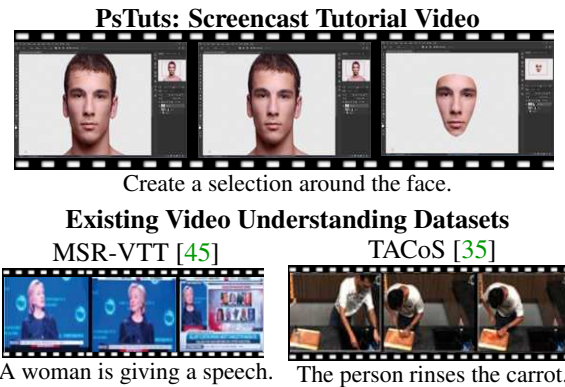 PsTuts: Screencast Tutorial Video
Create a selection around the face.
Existing Video Understanding Datasets
MSR-VTT [45]
TACoS [35]
A woman is giving a speech.
The person rinses the carrot.